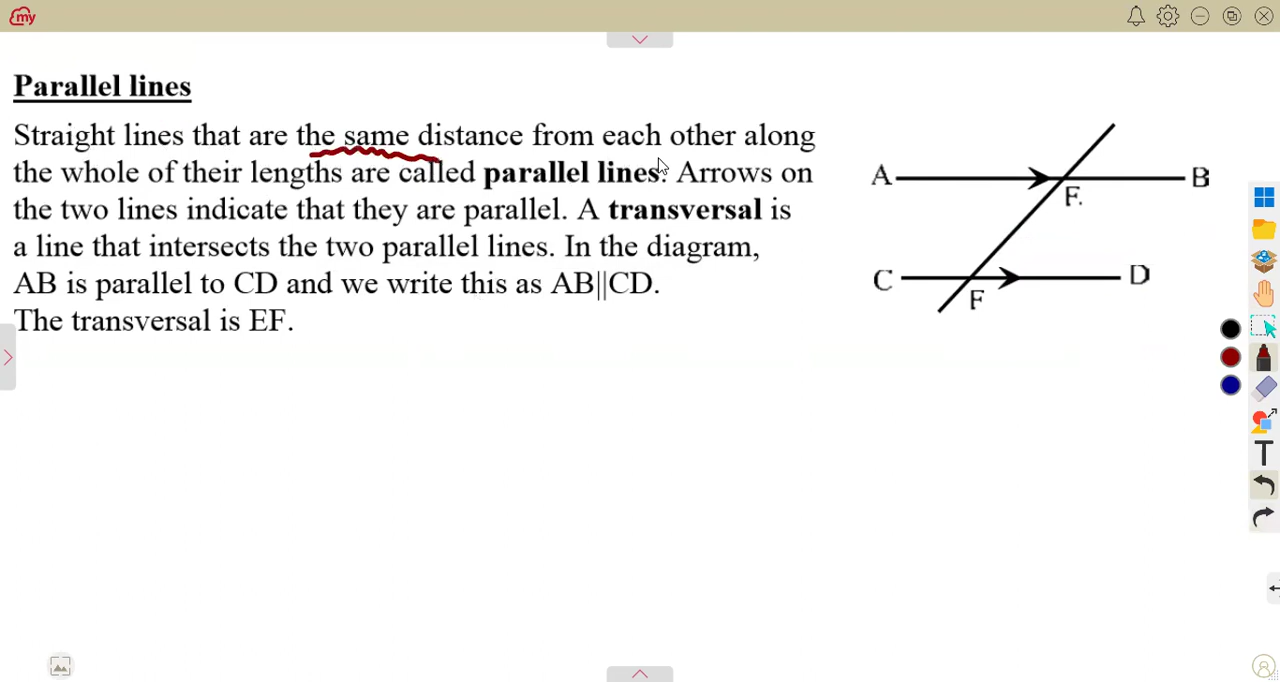 my
Parallel lines
Straight lines that are the same distance from each other along
the whole of their lengths are called parallel lines. Arrows on
the two lines indicate that they are parallel. A transversal is
a line that intersects the two parallel lines. In the diagram,
AB is parallel to CD and we write this as AB||CD.
The transversal is EF.
A B
F.
C D
F
T